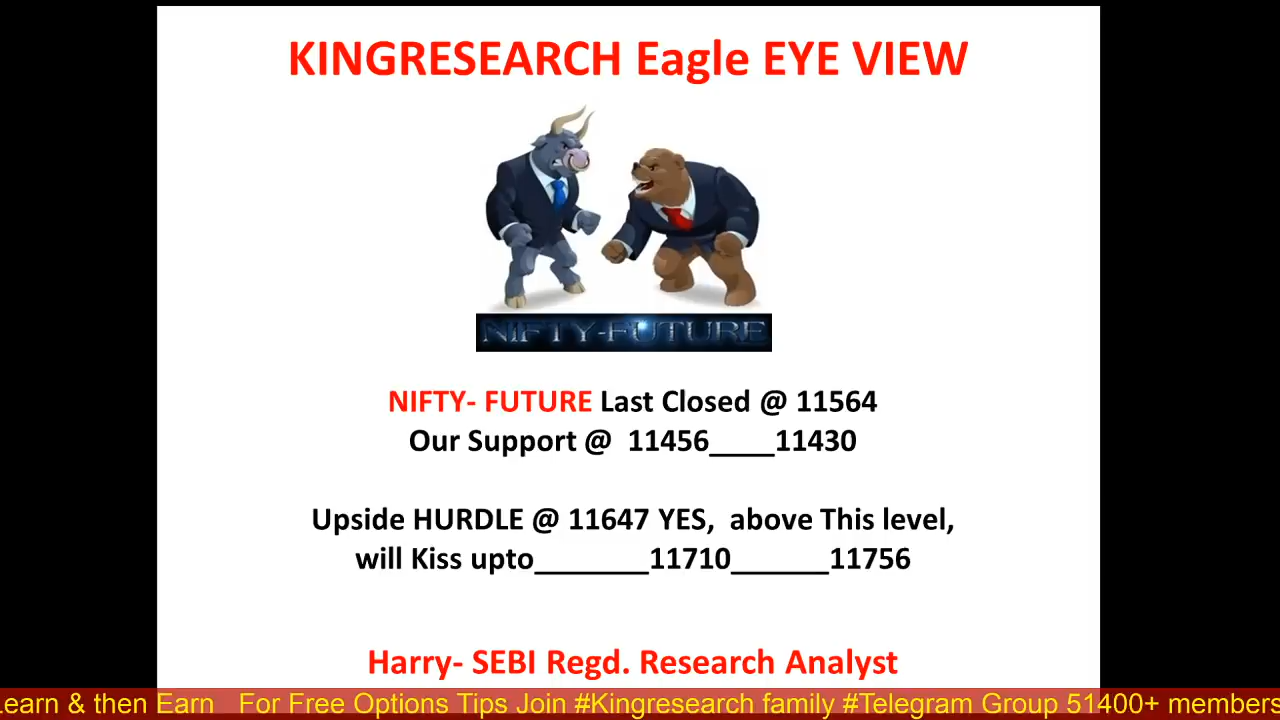 KINGRESEARCH Eagle EYE VIEW
NIFTY-FUTURE
NIFTY- FUTURE Last Closed @ 11564
Our Support @ 11456____11430
Upside HURDLE @ 11647 YES, above This level,
will Kiss upto_______11710______11756
Harry- SEBI Regd. Research Analyst
earn & then Earn For Free Options Tips Join #Kingresearch family #Telegram Group 51400+ members